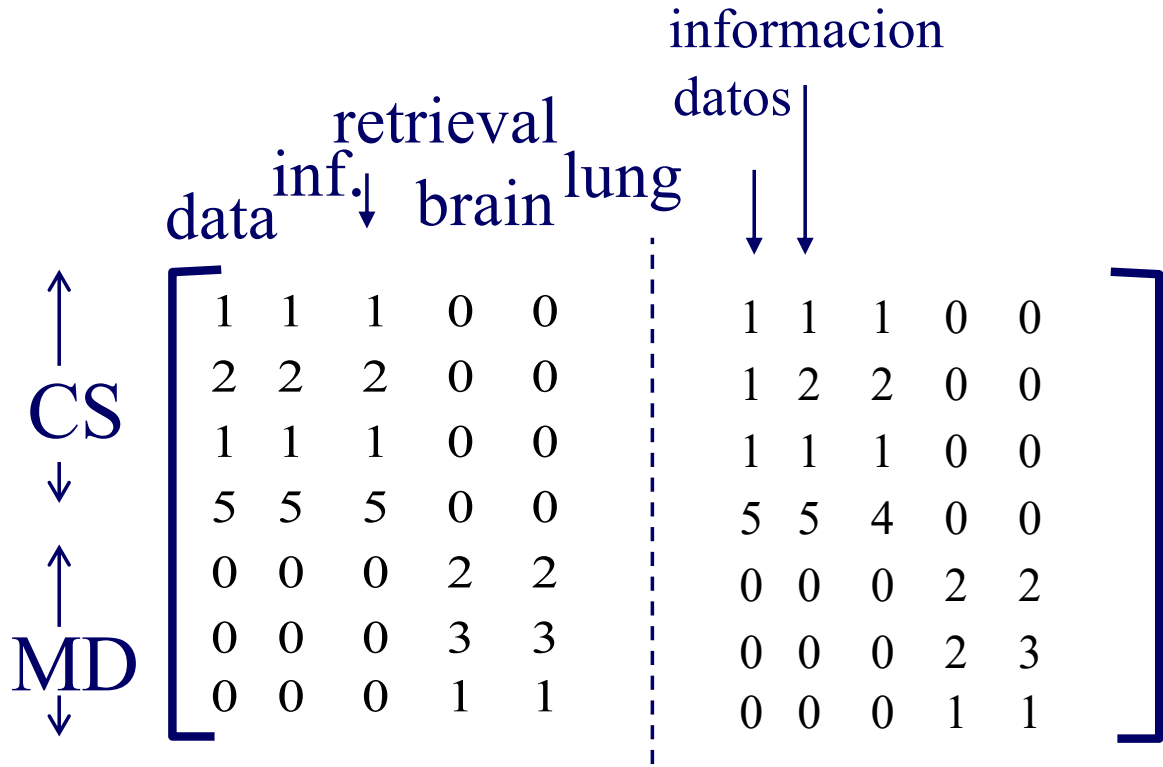 informacion
datos
retrieval
inf.
lung
brain
data
1 1 1 0 0 1 1 1 0 0
2 2 2 0 0 1 2 2 0 0
CS
1 1 1 0 0 1 1 1 0 0
5 5 5 0 0 5 5 4 0 0
0 0 0 2 2 0 0 0 2 2
0 0 0 3 3 0 0 0 2 3
MD
0 0 0 1 1 0 0 0 1 1